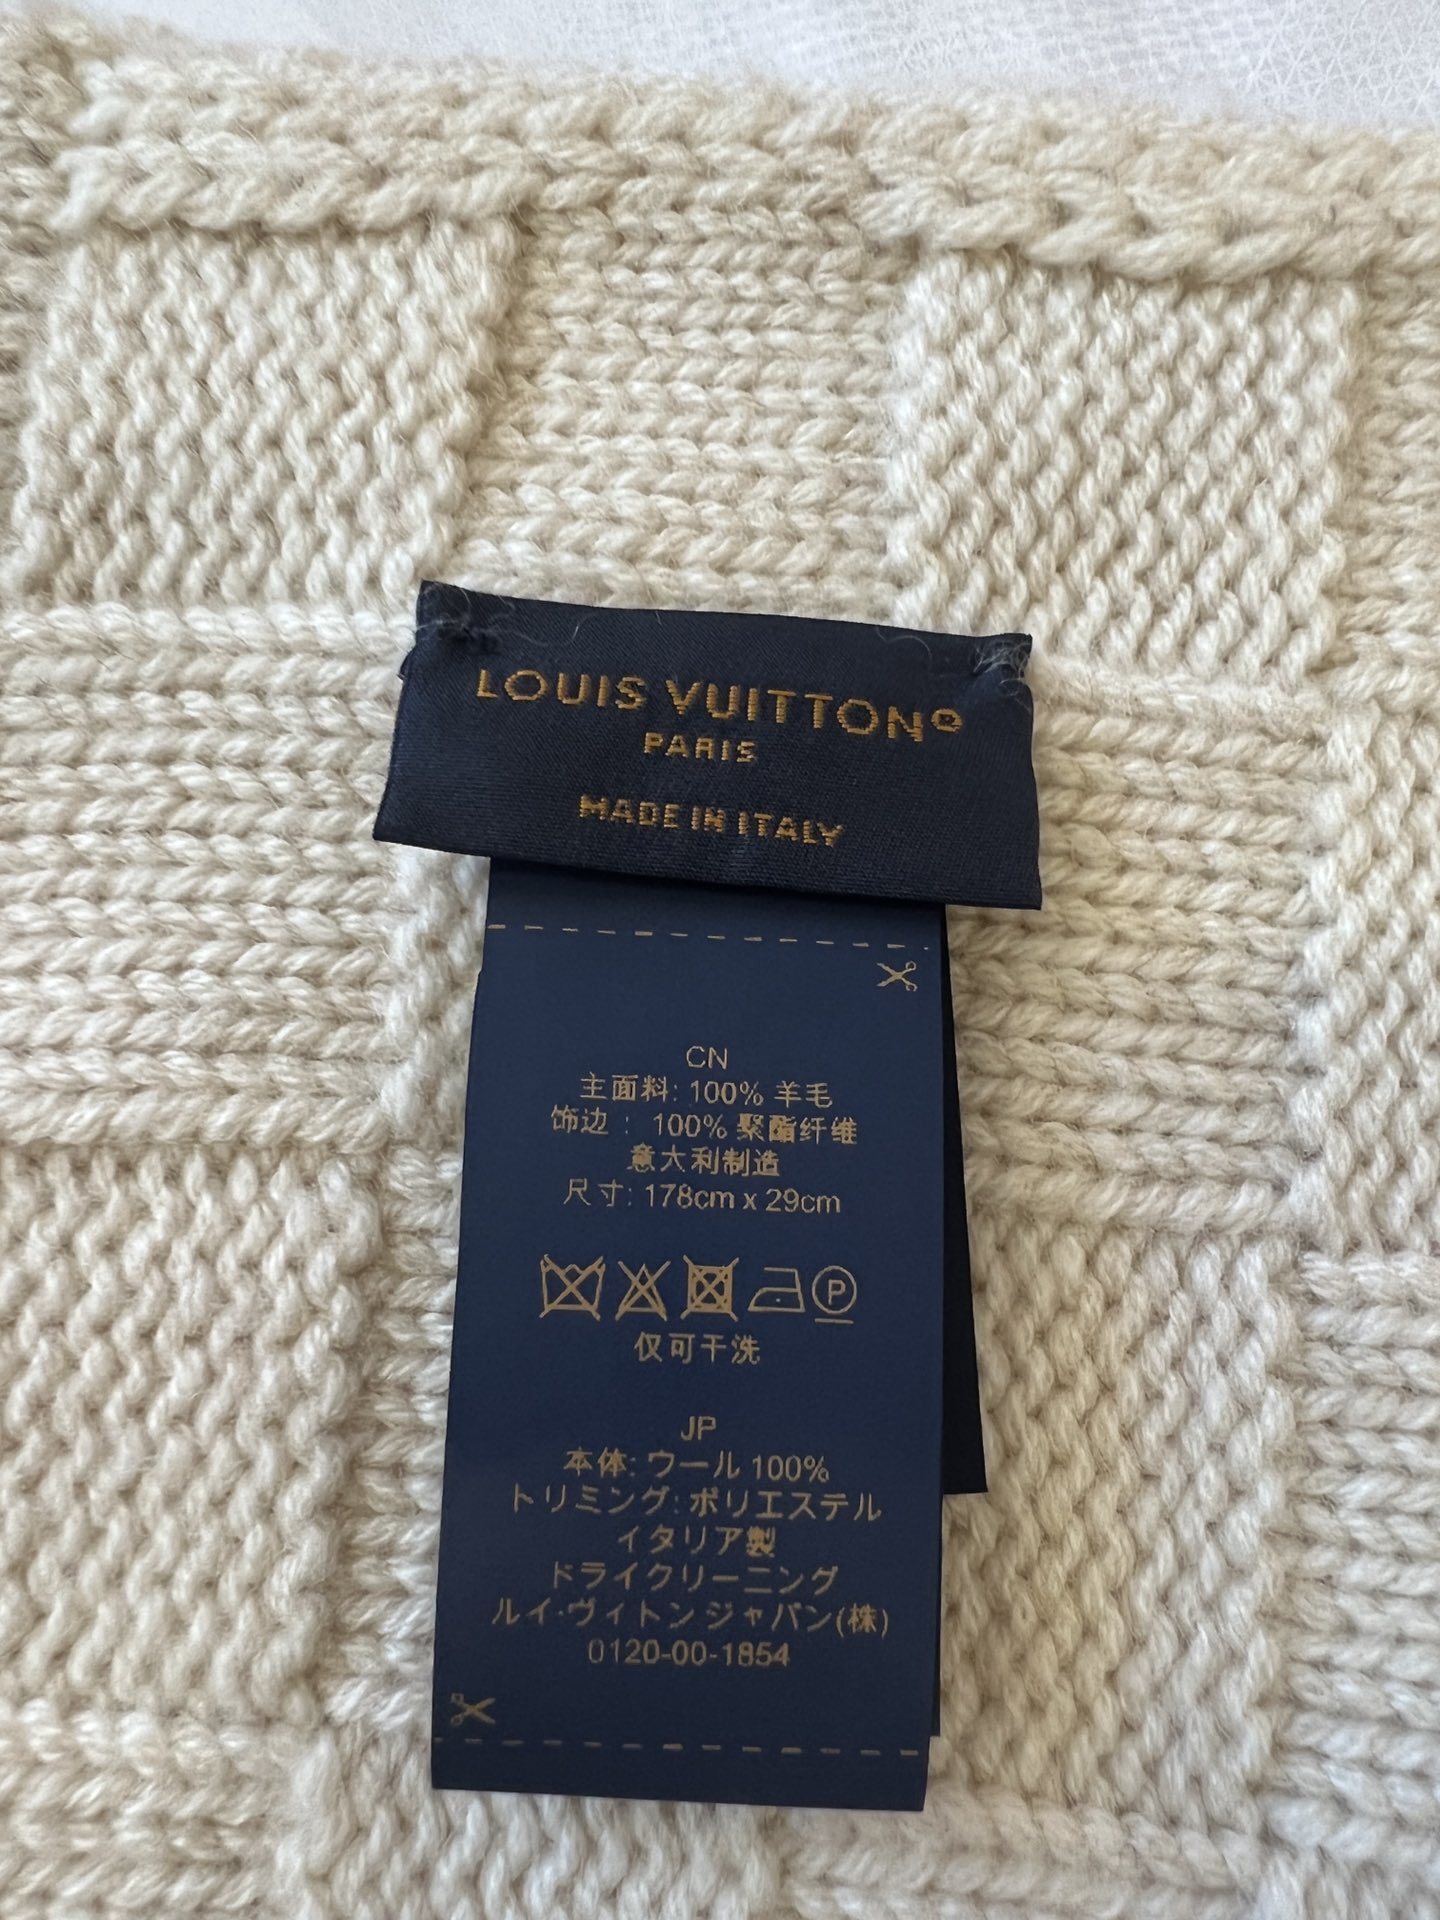 LOUIS VUITTON®
PARIS
MADE IN ITALY
CN
主面料: 100% 羊毛
饰边： 100% 聚酯纤维
意大利制造
尺寸: 178cm x 29cm
P
仅可干洗
JP
本体: ウール 100%
トリミング: ポリエステル
イタリア製
ドライクリーニング
ルイ·ヴィトン ジャパン(株)
0120-00-1854